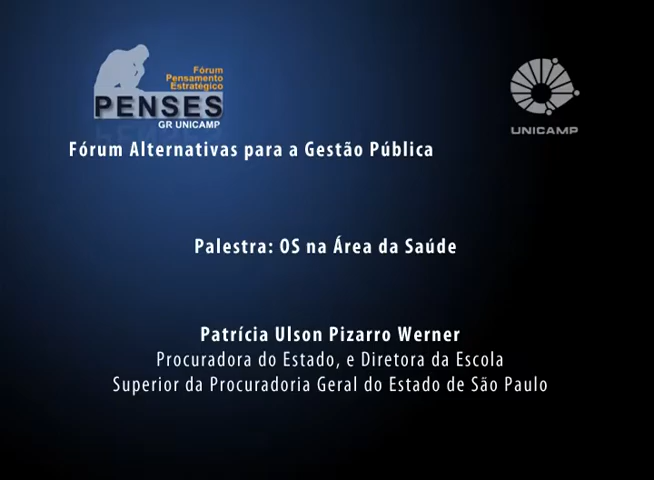 Fórum
Pensamento
Estratégico
PENSES
GR UNICAMP
UNICAMP
Fórum Alternativas para a Gestão Pública
Palestra: OS na Área da Saúde
Patrícia Ulson Pizarro Werner
Procuradora do Estado, e Diretora da Escola
Superior da Procuradoria Geral do Estado de São Paulo